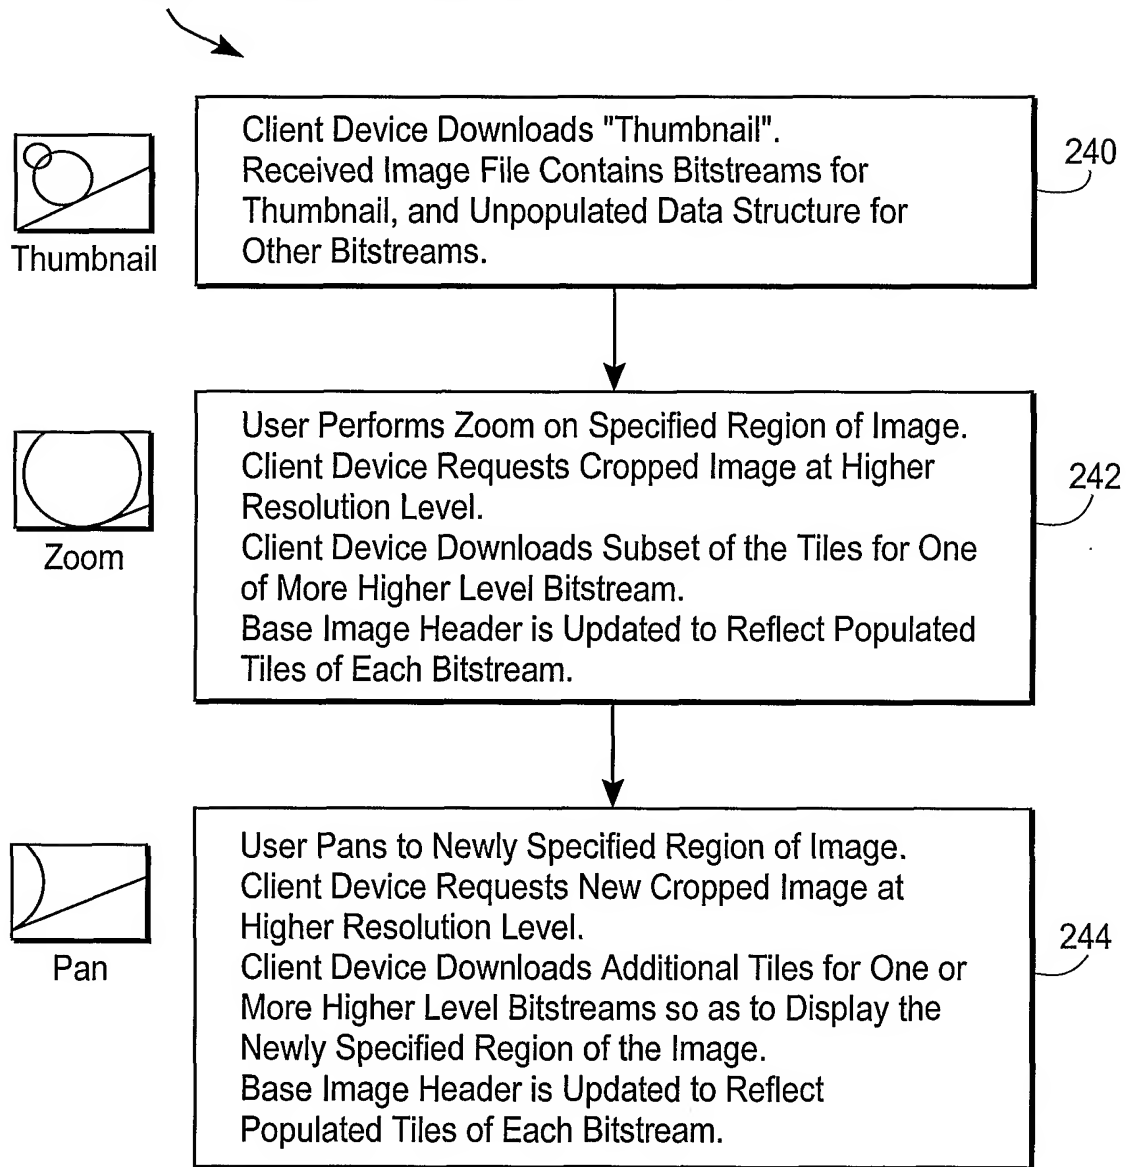 Client Device Downloads "Thumbnail".
Received Image File Contains Bitstreams for
Thumbnail, and Unpopulated Data Structure for
Other Bitstreams.
240
Thumbnail
User Performs Zoom on Specified Region of Image.
Client Device Requests Cropped Image at Higher
Resolution Level.
Client Device Downloads Subset of the Tiles for One
of More Higher Level Bitstream.
Base Image Header is Updated to Reflect Populated
Tiles of Each Bitstream.
242
Zoom
User Pans to Newly Specified Region of Image.
Client Device Requests New Cropped Image at
Higher Resolution Level.
Client Device Downloads Additional Tiles for One or
More Higher Level Bitstreams so as to Display the
Newly Specified Region of the Image.
Base Image Header is Updated to Reflect
Populated Tiles of Each Bitstream.
244
Pan